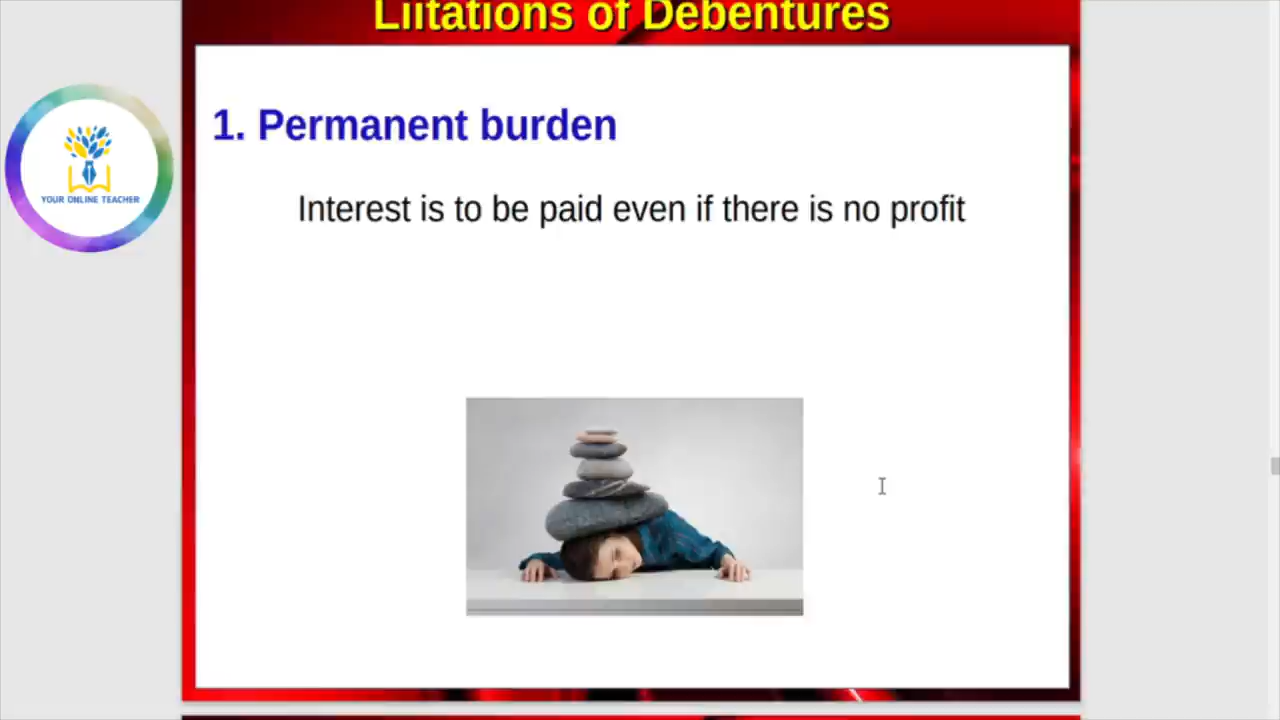 Liitations of Debentures
YOUR ONLINE TEACHER
1. Permanent burden
Interest is to be paid even if there is no profit